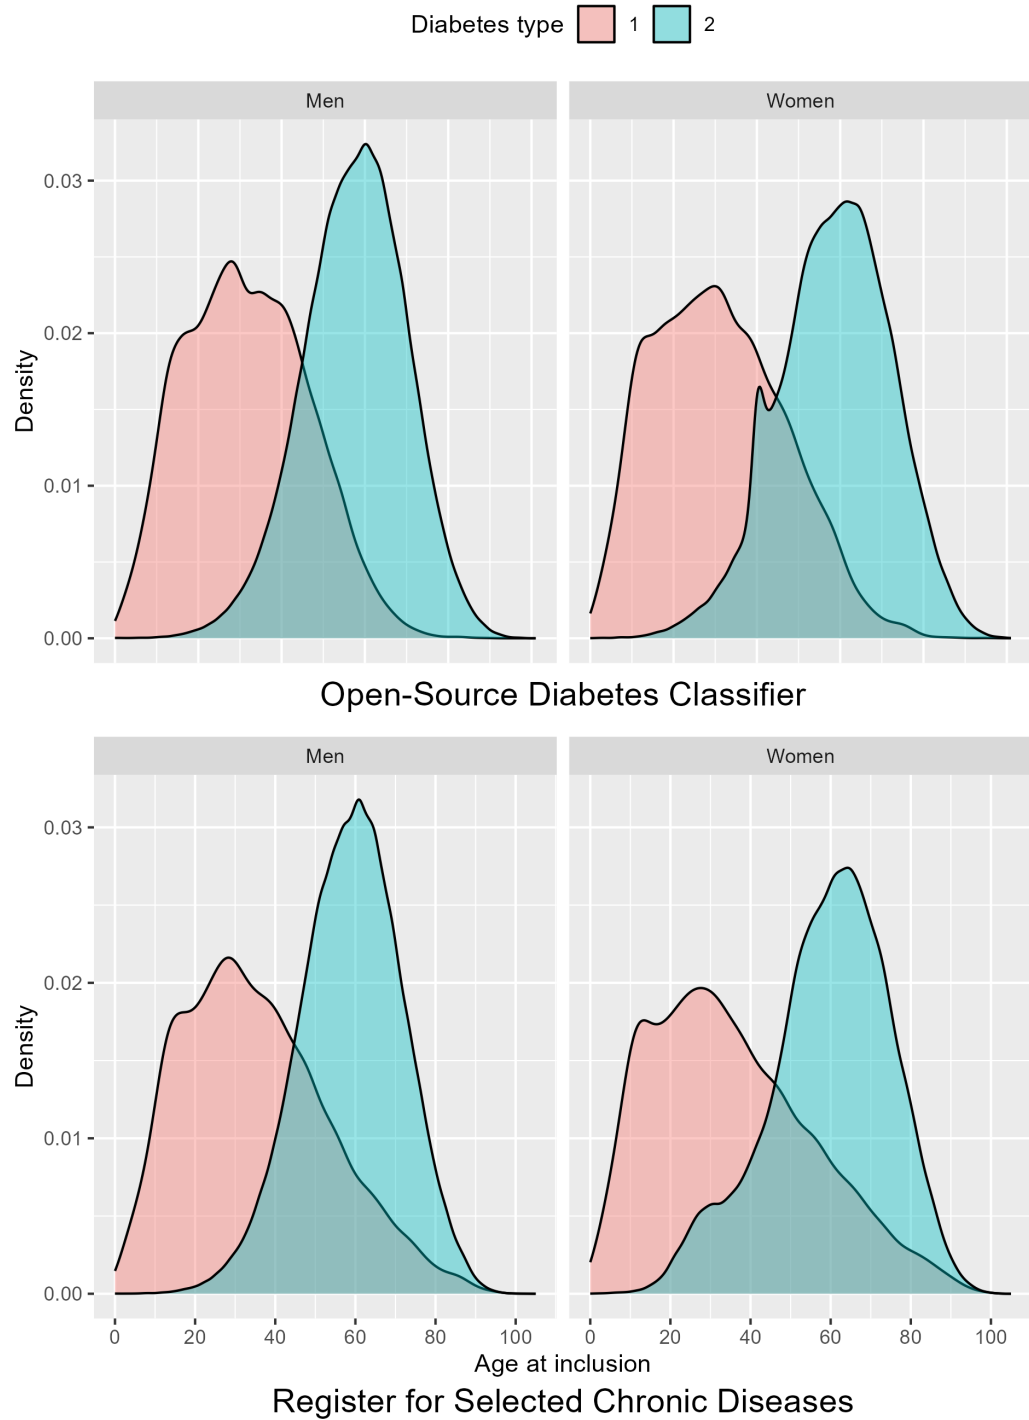 Diabetes type 1 2
Men Women
0.03
0.02
0.01
0.00
Density
Open-Source Diabetes Classifier
Men Women
0.03
0.02
0.01
0.00
Density
0 20 40 60 80 100 0 20 40 60 80 100
Age at inclusion
Register for Selected Chronic Diseases